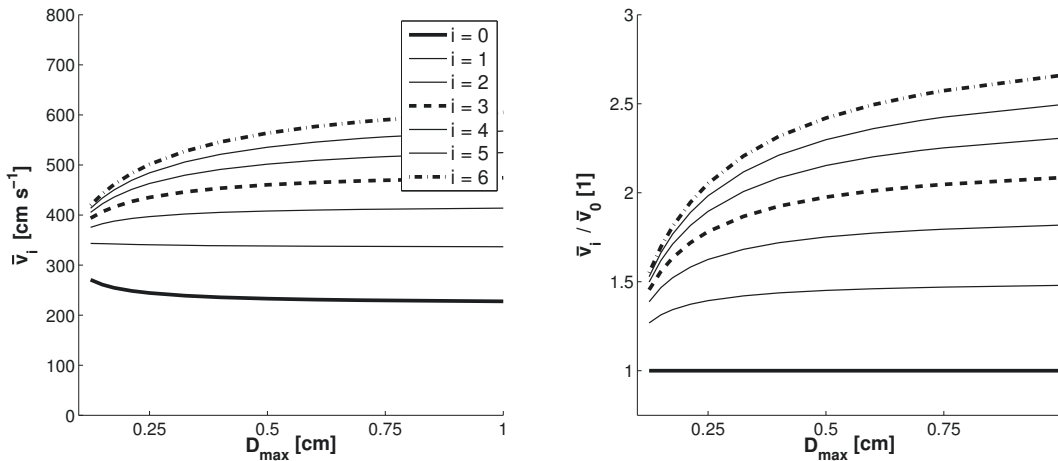 800
700
600
500
400
300
200
100
0
v̄ᵢ [cm s⁻¹]
0.25
0.5
0.75
1
D_max [cm]
i = 0
i = 1
i = 2
i = 3
i = 4
i = 5
i = 6
3
2.5
2
1.5
1
v̄ᵢ / v̄₀ [1]
0.25
0.5
0.75
D_max [cm]